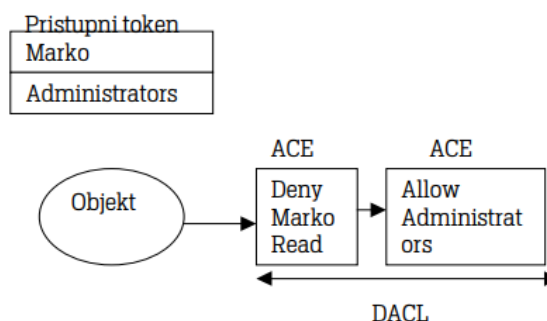 Pristupni token
Marko
Administrators
ACE
ACE
Objekt
Deny
Marko
Read
Allow
Administrat
ors
DACL